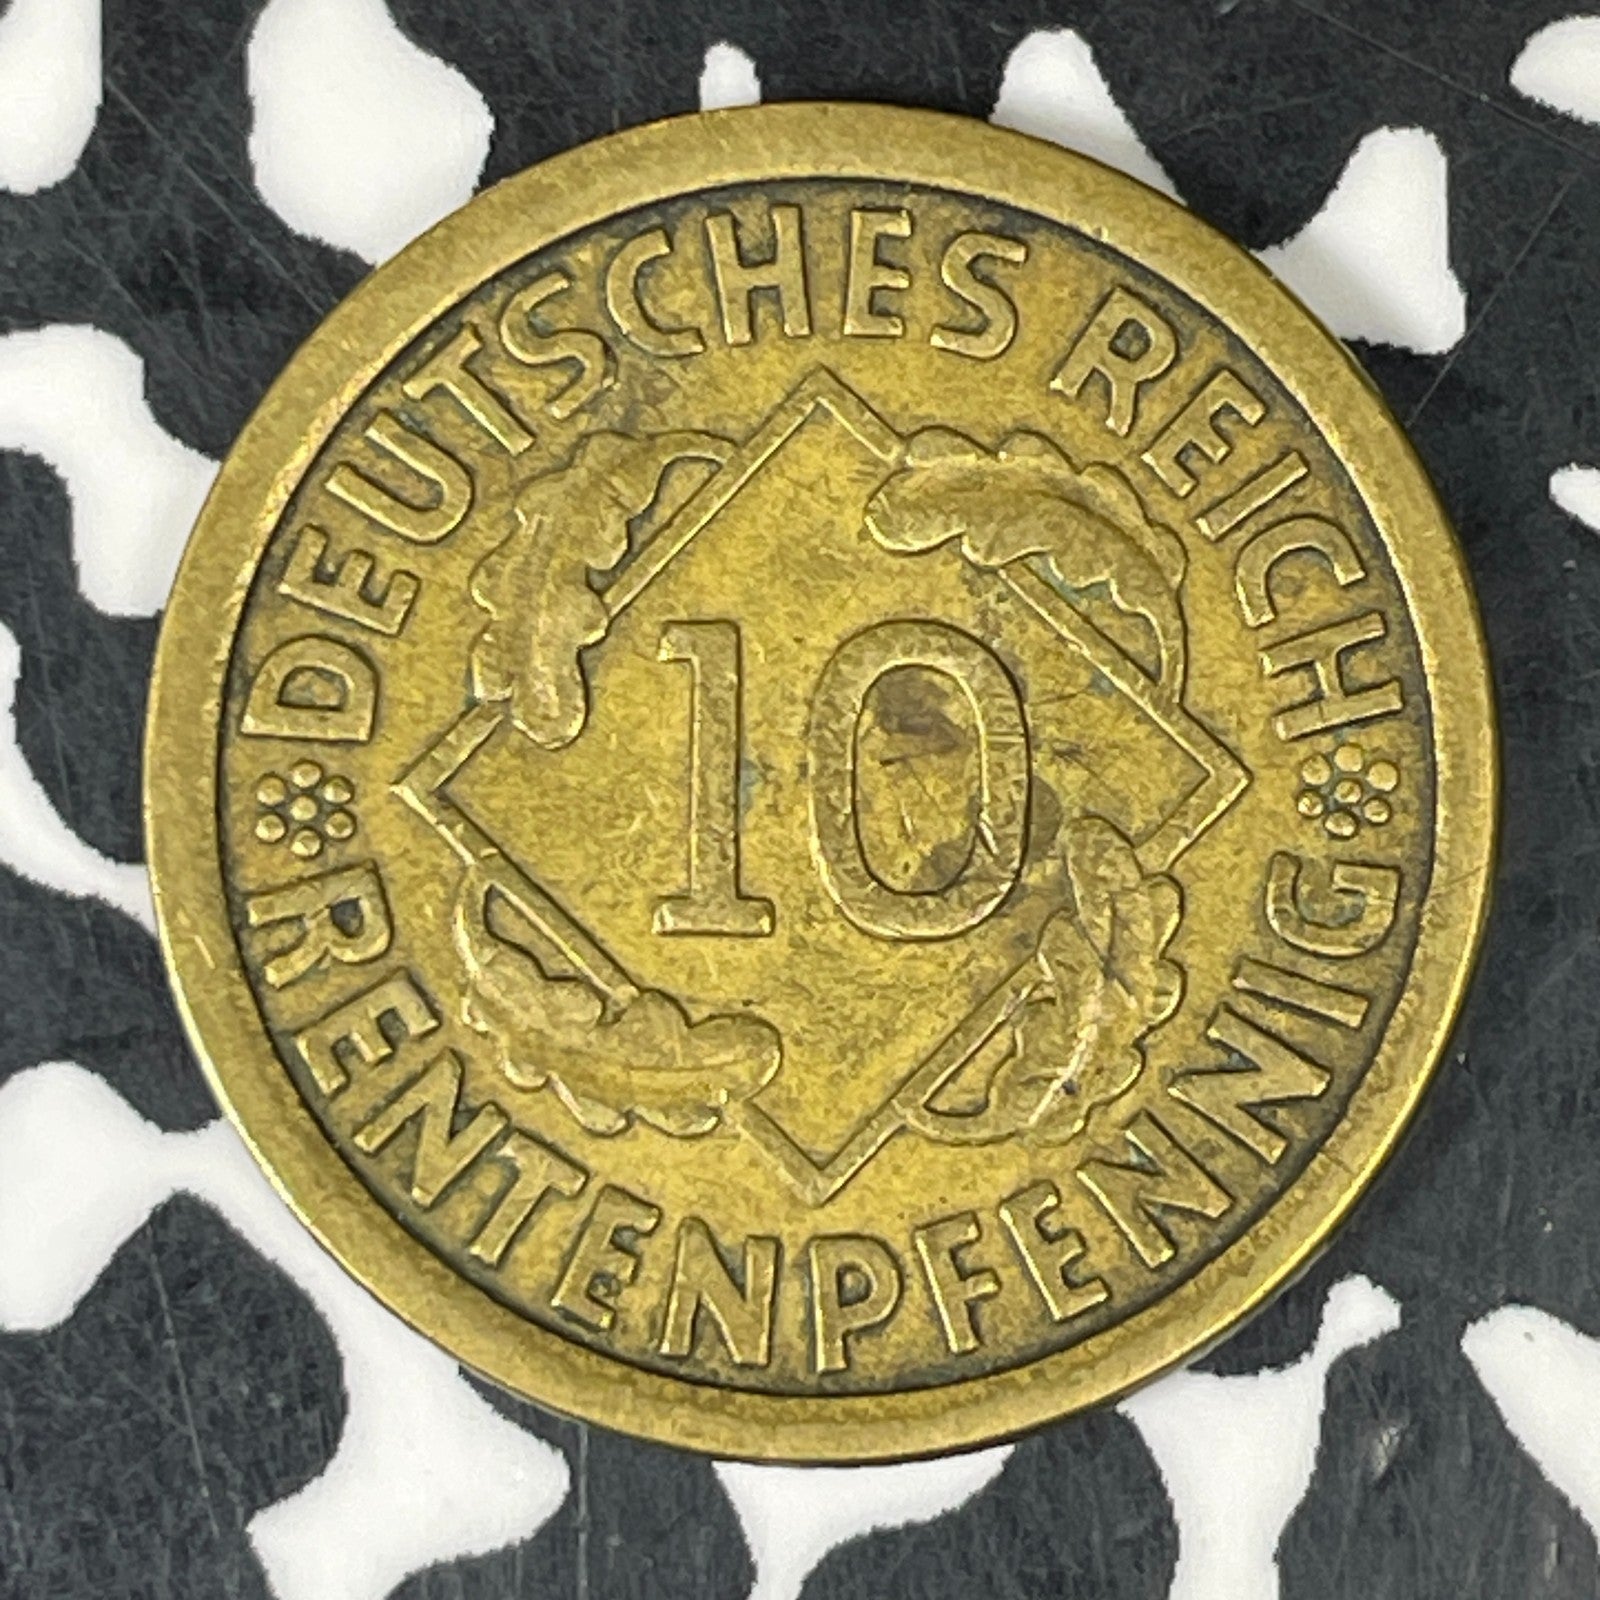 DEUTSCHES REICH
10
RENTENPFENNIG